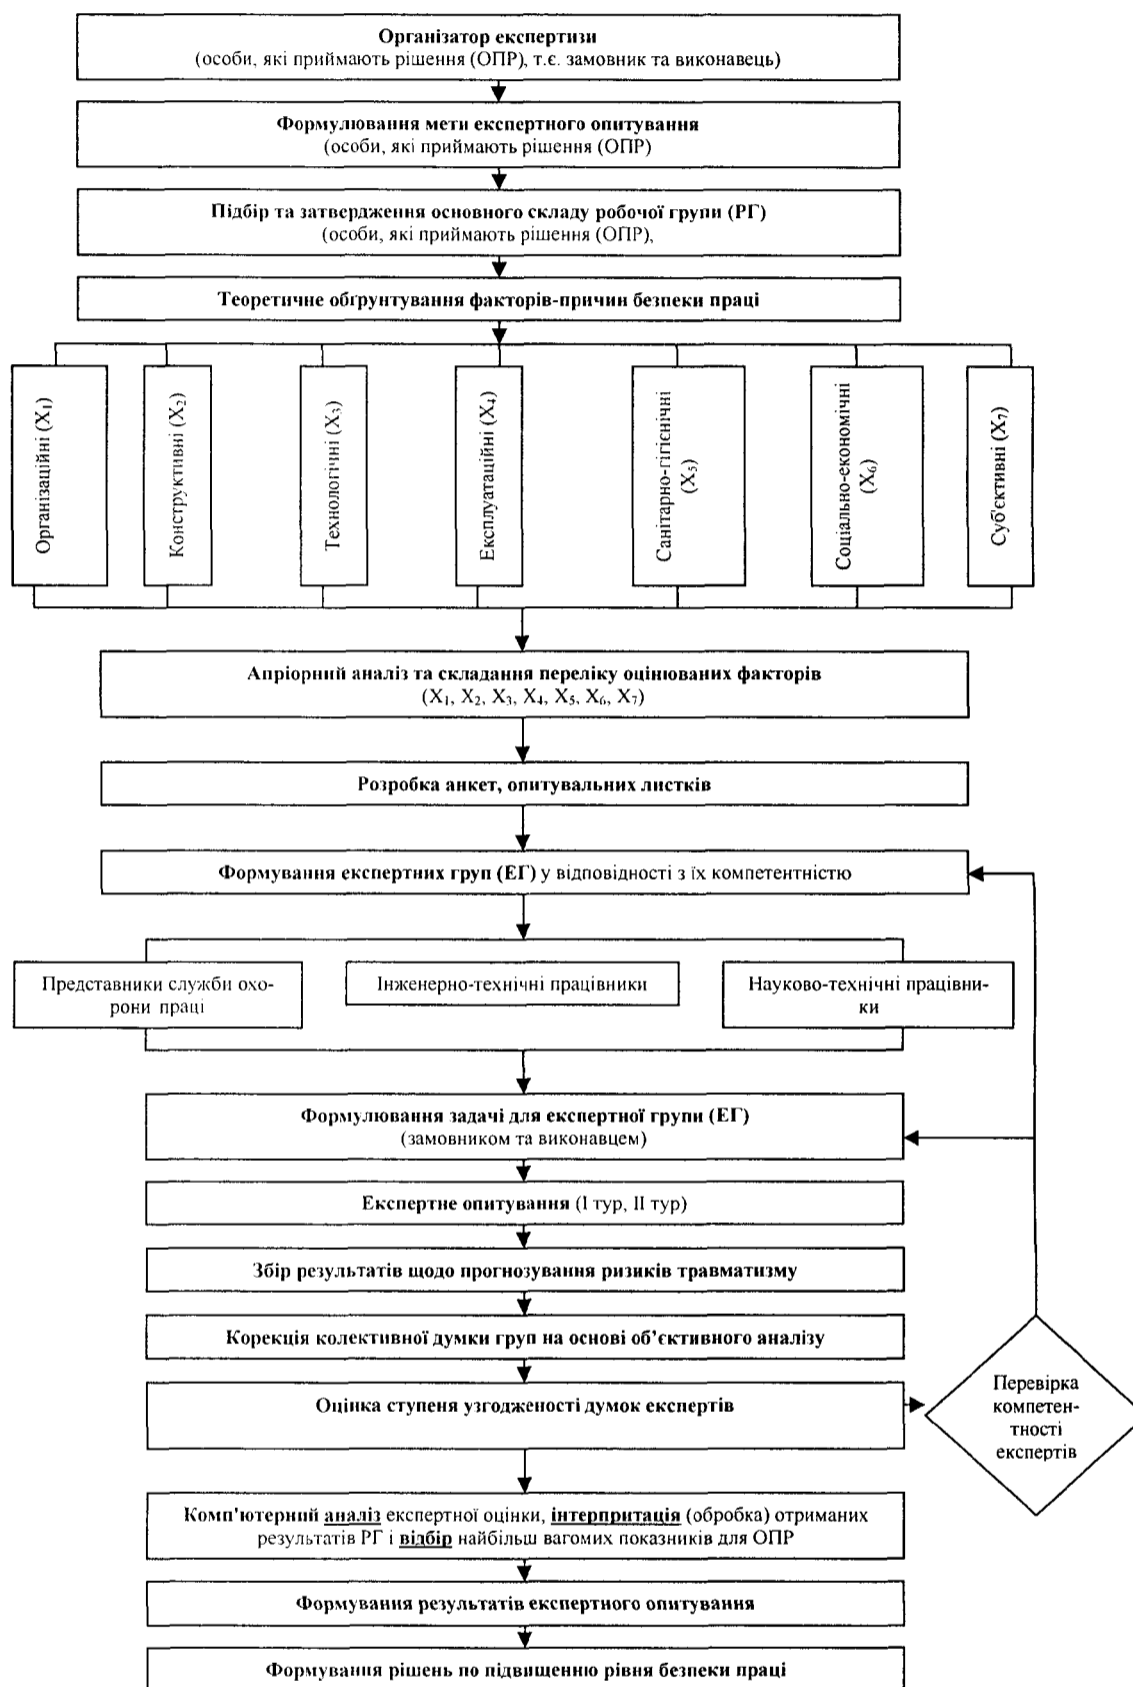 Організатор експертизи
(особи, які приймають рішення (ОПР), т.є. замовник та виконавець)
Формулювання мети експертного опитування
(особи, які приймають рішення (ОПР)
Підбір та затвердження основного складу робочої групи (РГ)
(особи, які приймають рішення (ОПР),
Теоретичне обґрунтування факторів-причин безпеки праці
Організаційні (X₁)
Конструктивні (X₂)
Технологічні (X₃)
Експлуатаційні (X₄)
Санітарно-гігієнічні
(X₅)
Соціально-економічні
(X₆)
Суб'єктивні (X₇)
Апріорний аналіз та складання переліку оцінюваних факторів
(X₁, X₂, X₃, X₄, X₅, X₆, X₇)
Розробка анкет, опитувальних листків
Формування експертних груп (ЕГ) у відповідності з їх компетентністю
Представники служби охо-
рони праці
Інженерно-технічні працівники
Науково-технічні працівни-
ки
Формулювання задачі для експертної групи (ЕГ)
(замовником та виконавцем)
Експертне опитування (І тур, ІІ тур)
Збір результатів щодо прогнозування ризиків травматизму
Корекція колективної думки груп на основі об’єктивного аналізу
Оцінка ступеня узгодженості думок експертів
Перевірка
компетен-
тності
експертів
Комп'ютерний аналіз експертної оцінки, інтерпритація (обробка) отриманих
результатів РГ і відбір найбільш вагомих показників для ОПР
Формування результатів експертного опитування
Формування рішень по підвищенню рівня безпеки праці